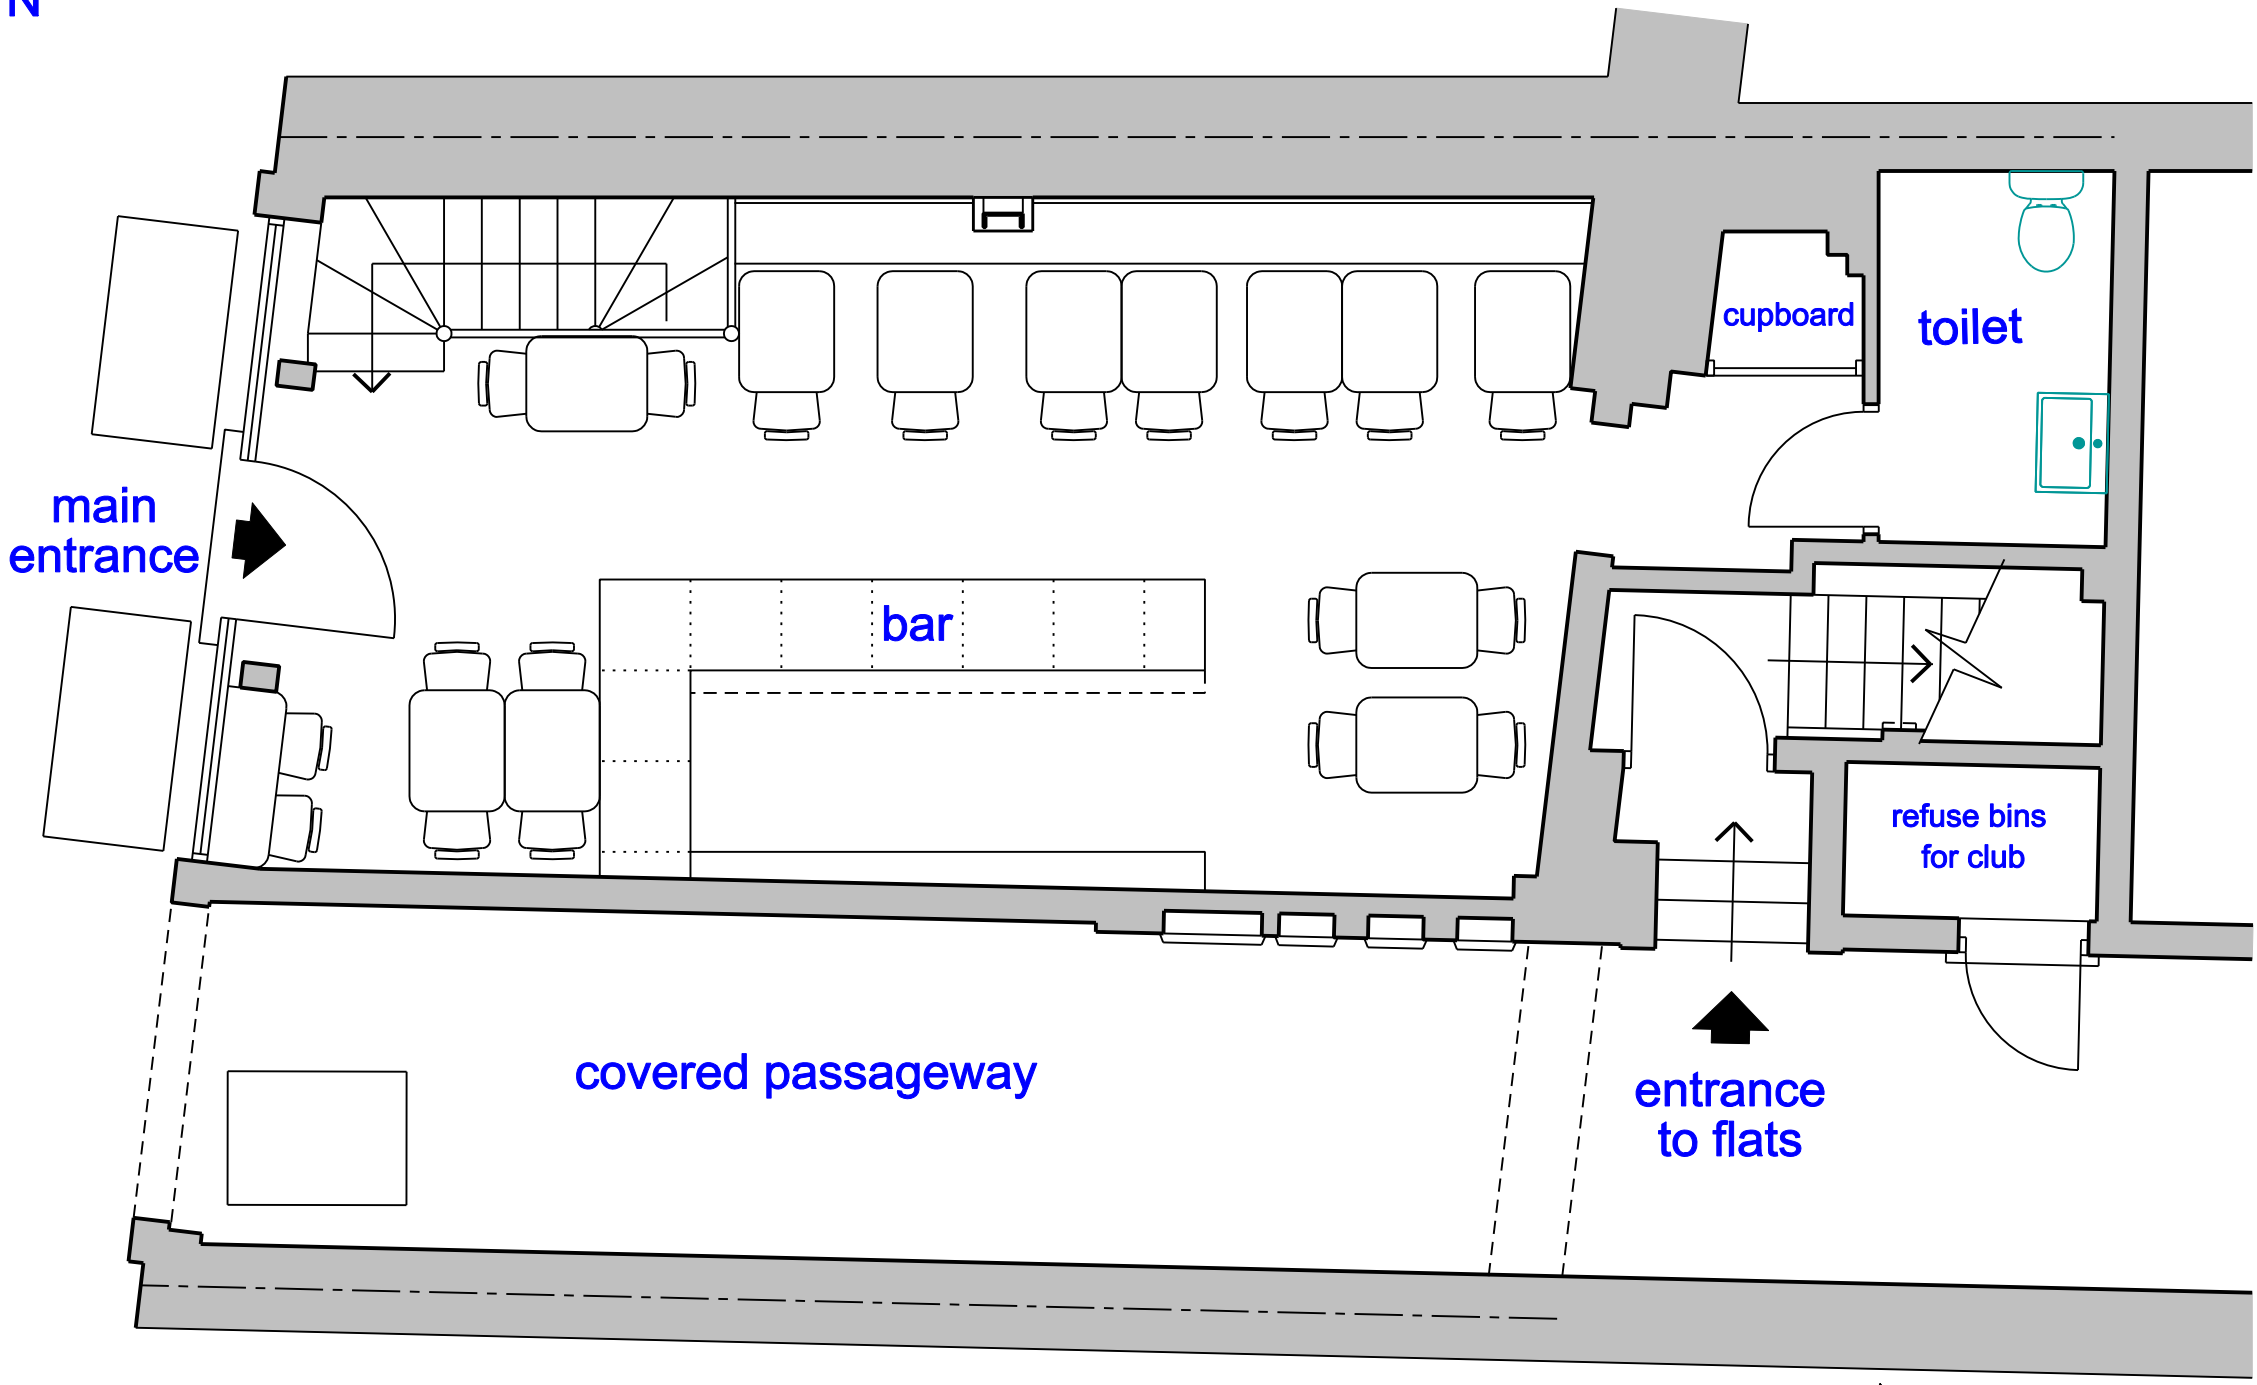 N
cupboard
toilet
main
entrance
bar
refuse bins
for club
covered passageway
entrance
to flats